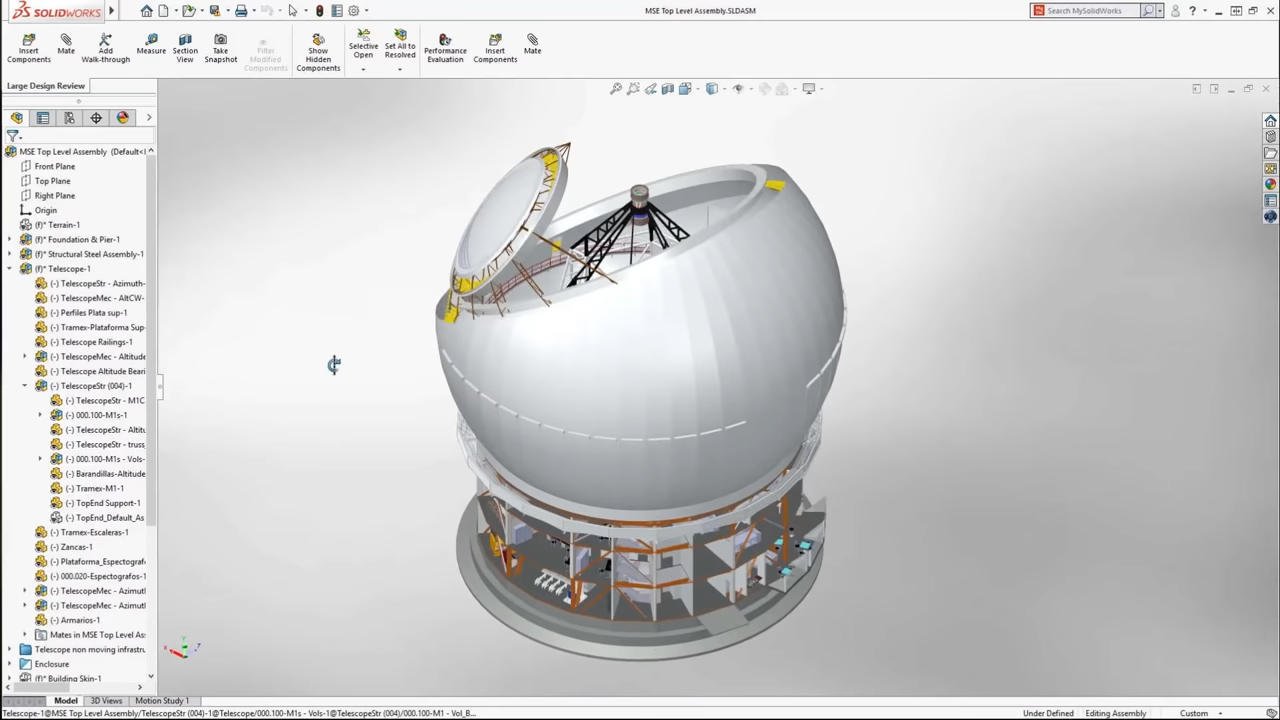 SOLIDWORKS
MSE Top Level Assembly.SLDASM
Search MySolidWorks
Insert Components
Mate
Add Walk-through
Measure
Section View
Take Snapshot
Filter Modified Components
Show Hidden Components
Selective Open
Set All to Resolved
Performance Evaluation
Insert Components
Mate
Large Design Review
MSE Top Level Assembly (Default<
Front Plane
Top Plane
Right Plane
Origin
(f)* Terrain-1
(f)* Foundation & Pier-1
(f)* Structural Steel Assembly-1
(f)* Telescope-1
(-) TelescopeStr - Azimuth-
(-) TelescopeMec - AltCW-
(-) Perfiles Plata sup-1
(-) Tramex-Plataforma Sup-
(-) Telescope Railings-1
(-) TelescopeMec - Altitude
(-) Telescope Altitude Beari
(-) TelescopeStr (004)-1
(-) TelescopeStr - M1C
(-) 000.100-M1s-1
(-) TelescopeStr - Altit
(-) TelescopeStr - truss
(-) 000.100-M1s - Vols-
(-) Barandillas-Altitude
(-) Tramex-M1-1
(-) TopEnd Support-1
(-) TopEnd_Default_As
(-) Tramex-Escaleras-1
(-) Zancas-1
(-) Plataforma_Espectograf
(-) 000.020-Espectografos-1
(-) TelescopeMec - Azimut
(-) TelescopeMec - Azimut
(-) Armarios-1
Mates in MSE Top Level Ass
Telescope non moving infrastru
Enclosure
(f)* Building Skin-1
Model
3D Views
Motion Study 1
Telescope-1@MSE Top Level Assembly/TelescopeStr (004)-1@Telescope/000.100-M1s - Vols-1@TelescopeStr (004)/000.100-M1 - Vol_B...
Under Defined
Editing Assembly
Custom